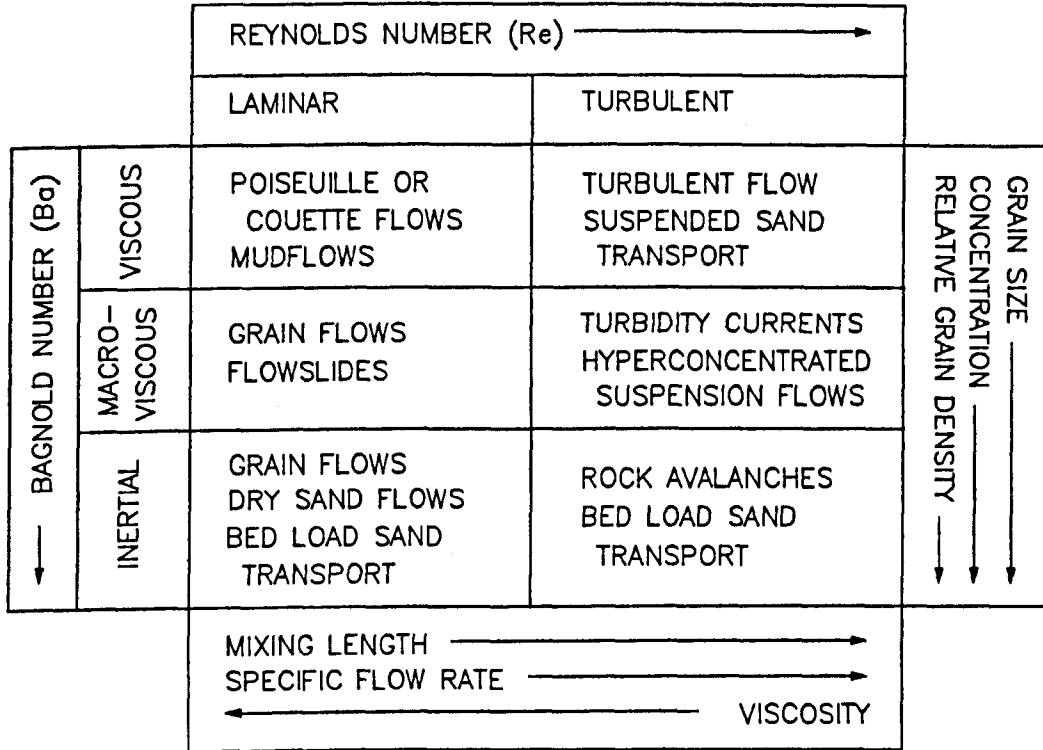 REYNOLDS NUMBER (Re)
LAMINAR
TURBULENT
BAGNOLD NUMBER (Ba)
VISCOUS
POISEUILLE OR
COUETTE FLOWS
MUDFLOWS
TURBULENT FLOW
SUSPENDED SAND
TRANSPORT
MACRO-
VISCOUS
GRAIN FLOWS
FLOWSLIDES
TURBIDITY CURRENTS
HYPERCONCENTRATED
SUSPENSION FLOWS
INERTIAL
GRAIN FLOWS
DRY SAND FLOWS
BED LOAD SAND
TRANSPORT
ROCK AVALANCHES
BED LOAD SAND
TRANSPORT
GRAIN SIZE
CONCENTRATION
RELATIVE GRAIN DENSITY
MIXING LENGTH
SPECIFIC FLOW RATE
VISCOSITY